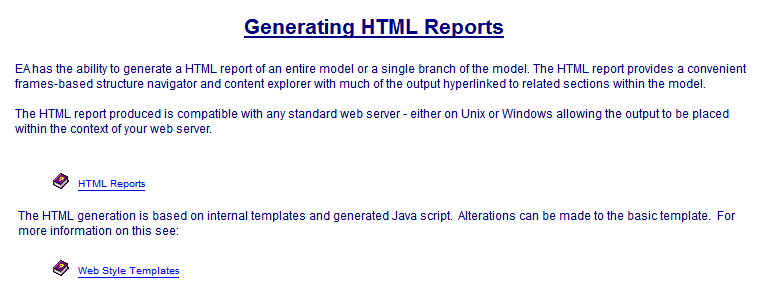 Generating HTML Reports
EA has the ability to generate a HTML report of an entire model or a single branch of the model. The HTML report provides a convenient
frames-based structure navigator and content explorer with much of the output hyperlinked to related sections within the model.
The HTML report produced is compatible with any standard web server - either on Unix or Windows allowing the output to be placed
within the context of your web server.
HTML Reports
The HTML generation is based on internal templates and generated Java script. Alterations can be made to the basic template. For
more information on this see:
Web Style Templates